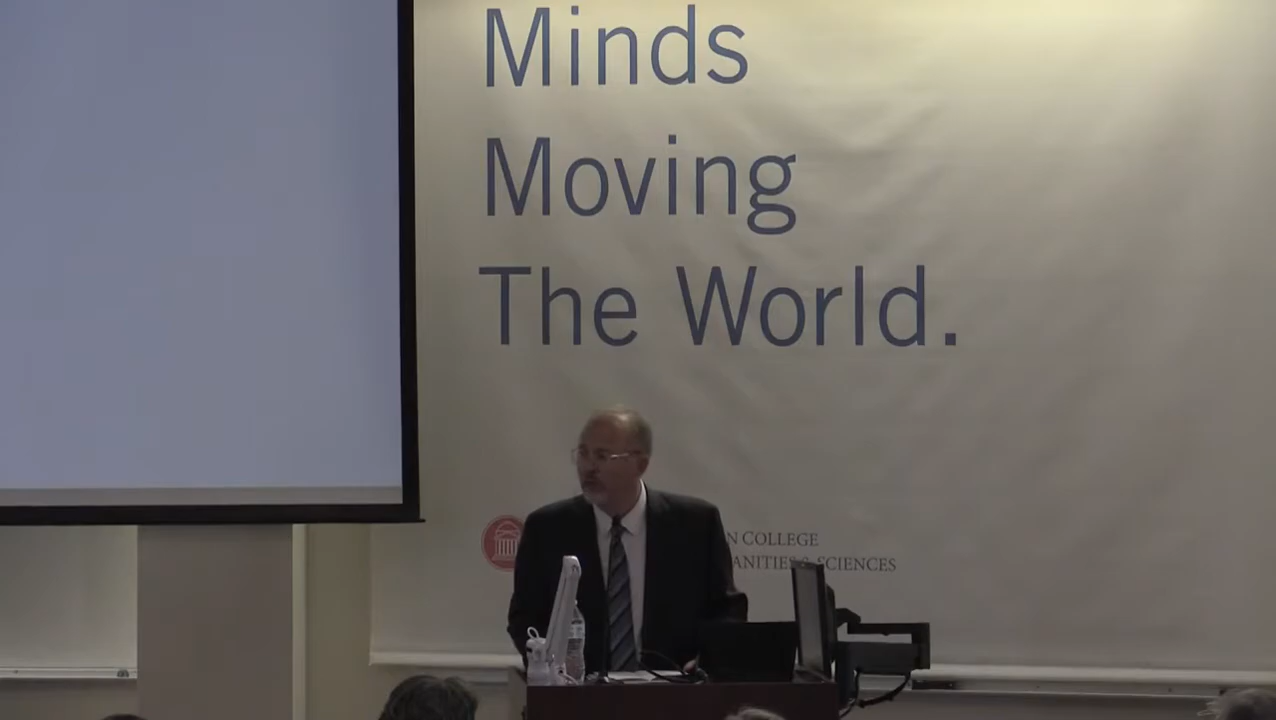 Minds
Moving
The World.
N COLLEGE
ANITIES & SCIENCES